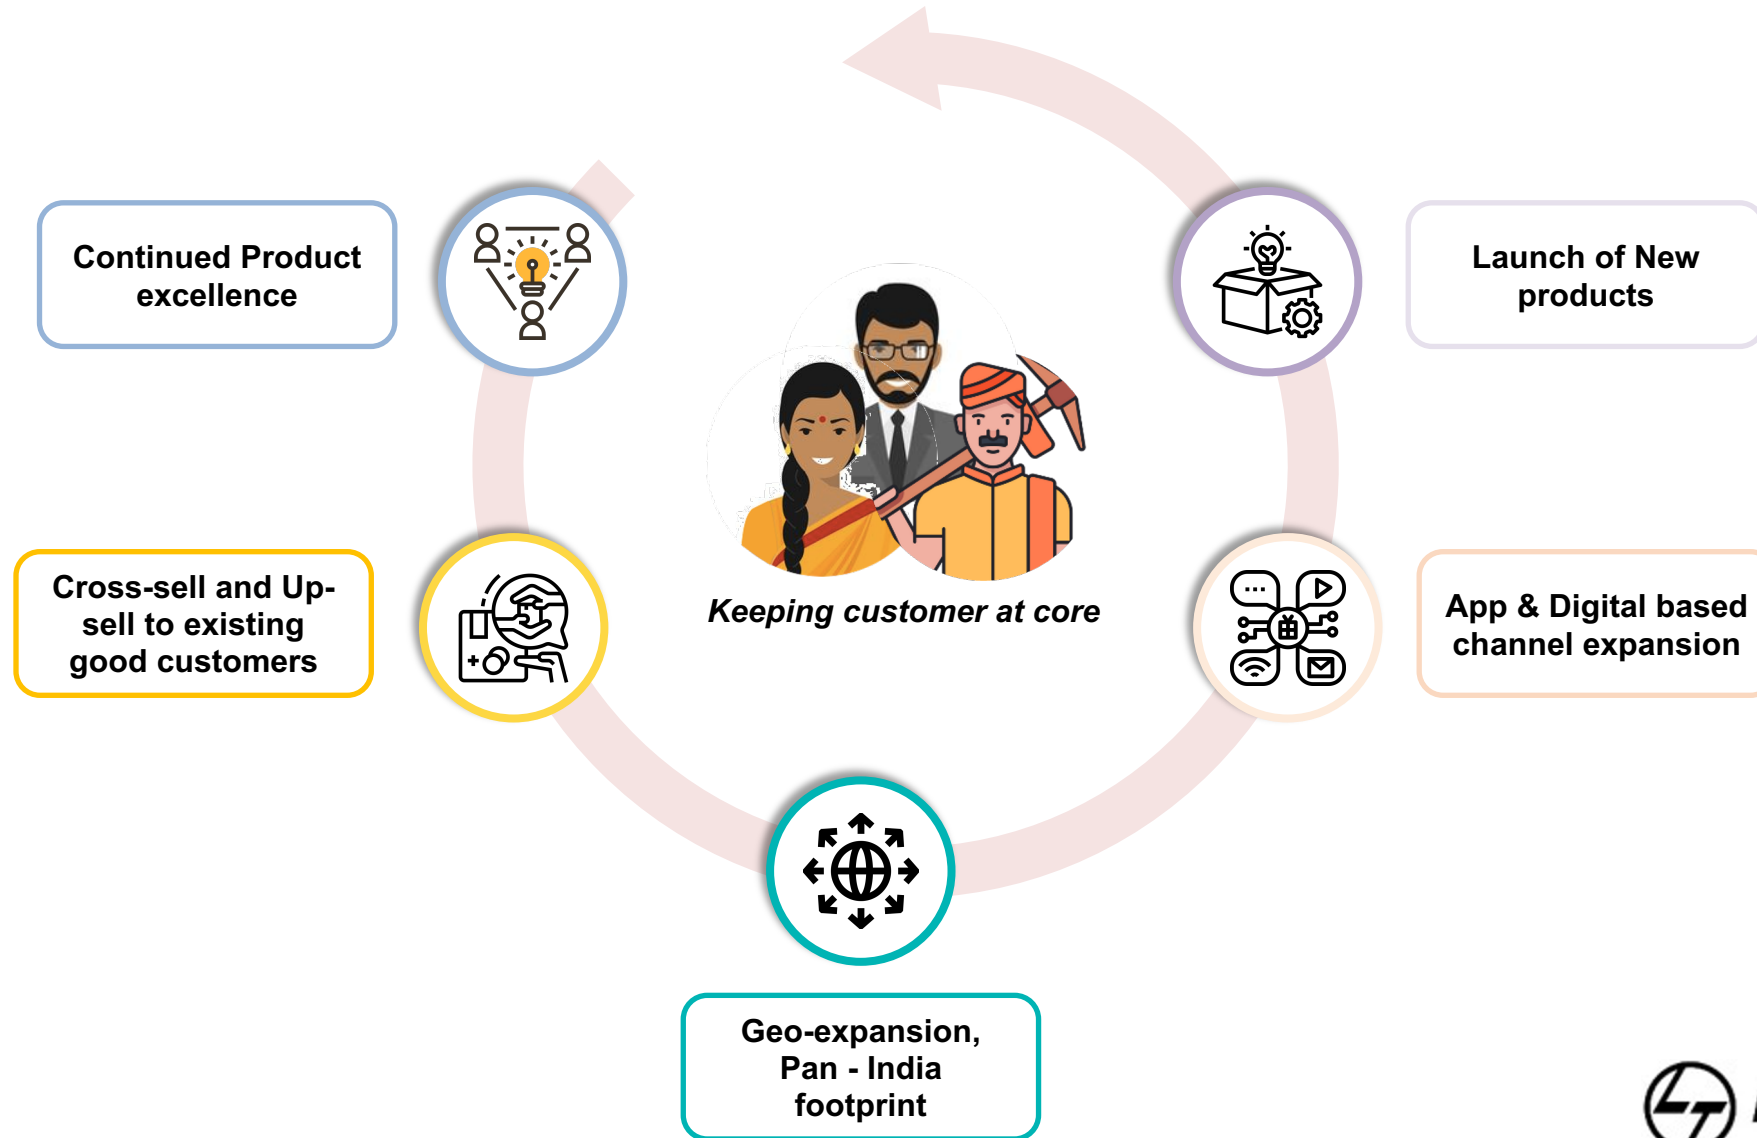 Continued Product
excellence
Launch of New
products
Cross-sell and Up-
sell to existing
good customers
Keeping customer at core
App & Digital based
channel expansion
Geo-expansion,
Pan - India
footprint
LT